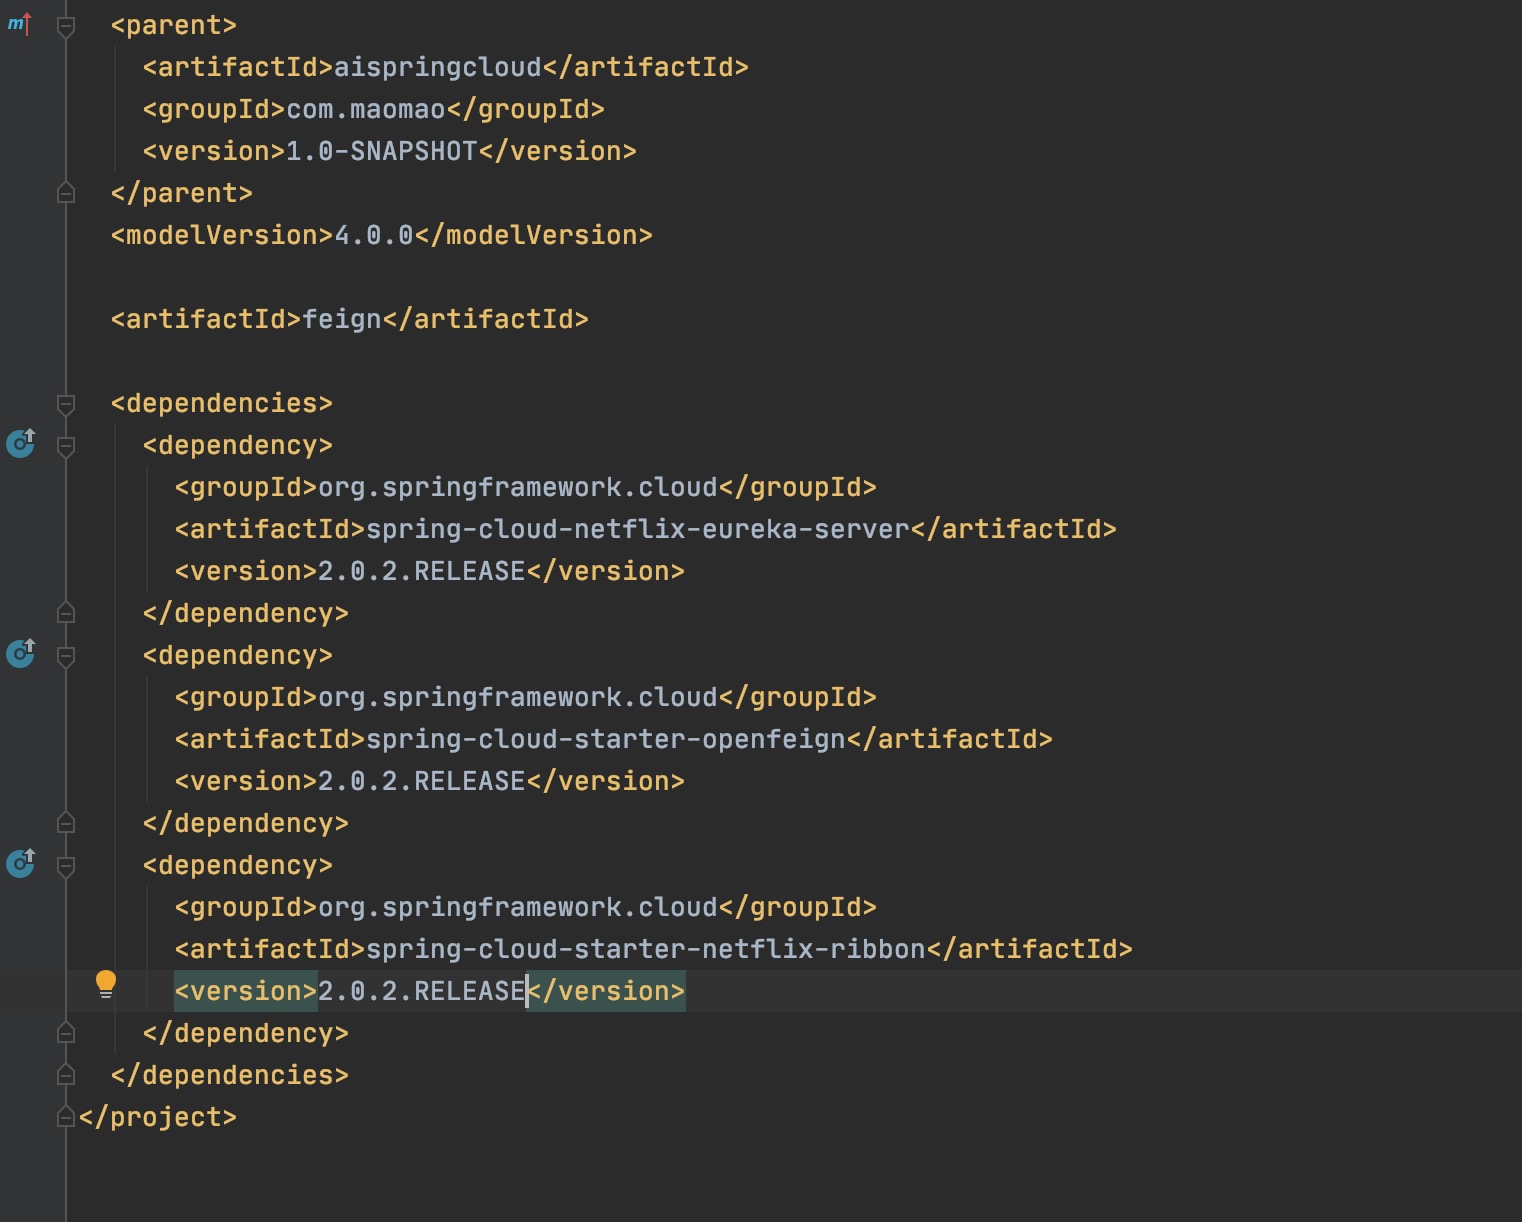 <parent>
<artifactId>aispringcloud</artifactId>
<groupId>com.maomao</groupId>
<version>1.0-SNAPSHOT</version>
</parent>
<modelVersion>4.0.0</modelVersion>
<artifactId>feign</artifactId>
<dependencies>
<dependency>
<groupId>org.springframework.cloud</groupId>
<artifactId>spring-cloud-netflix-eureka-server</artifactId>
<version>2.0.2.RELEASE</version>
</dependency>
<dependency>
<groupId>org.springframework.cloud</groupId>
<artifactId>spring-cloud-starter-openfeign</artifactId>
<version>2.0.2.RELEASE</version>
</dependency>
<dependency>
<groupId>org.springframework.cloud</groupId>
<artifactId>spring-cloud-starter-netflix-ribbon</artifactId>
<version>2.0.2.RELEASE</version>
</dependency>
</dependencies>
</project>